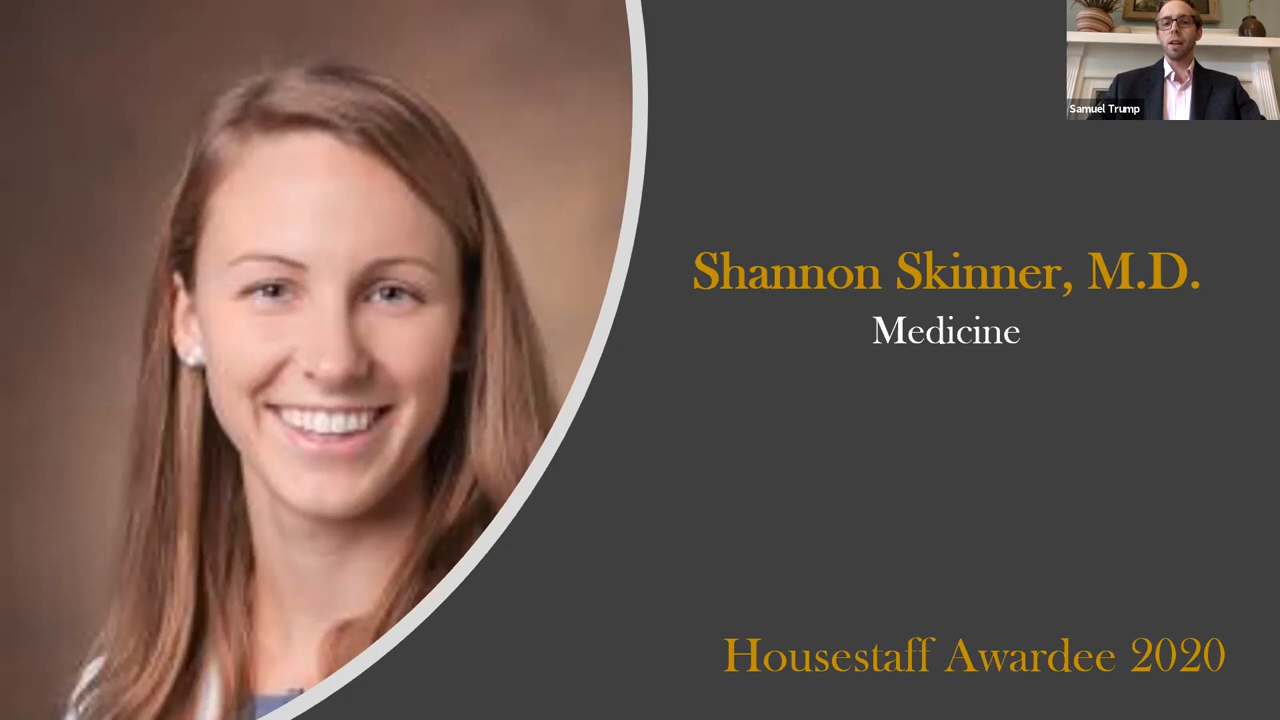 Samuel Trump
Shannon Skinner, M.D.
Medicine
Housestaff Awardee 2020